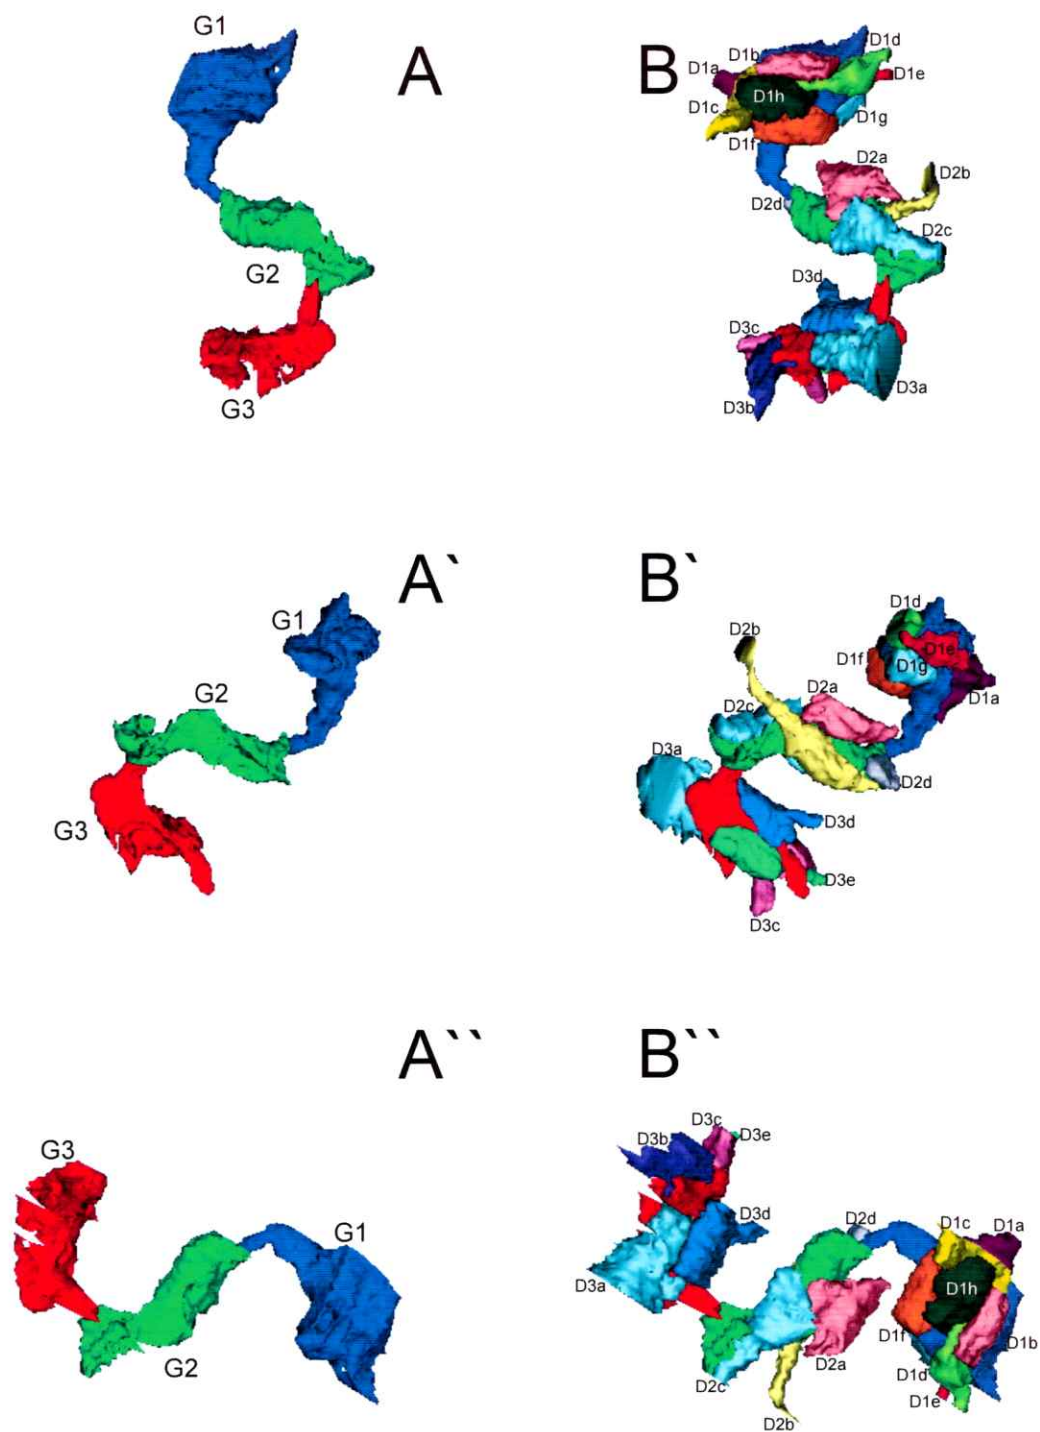 G1
A
G2
G3
B
D1b
D1d
D1a
D1e
D1h
D1c
D1g
D1f
D2a
D2b
D2d
D2c
D3d
D3c
D3a
D3b
A`
G1
G2
G3
B`
D1d
D2b
D1e
D1f
D1g
D2a
D1a
D2c
D3a
D2d
D3d
D3e
D3c
A``
G3
G1
G2
B``
D3c
D3b
D3e
D3d
D2d
D1c
D1a
D3a
D1h
D1f
D1b
D2a
D1d
D2c
D1e
D2b